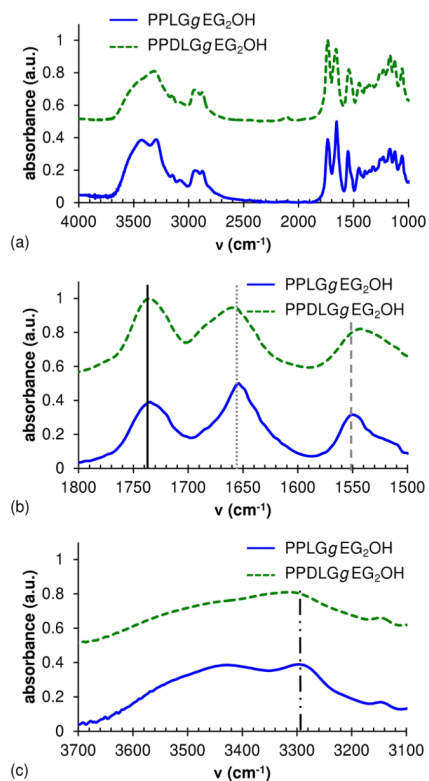 PPLGgEG2OH
PPDLGgEG2OH
absorbance (a.u.)
1
0.8
0.6
0.4
0.2
0
4000 3000 2000 1000
ν (cm-1)
(a)
PPLGgEG2OH
PPDLGgEG2OH
absorbance (a.u.)
1
0.8
0.6
0.4
0.2
0
1800 1750 1700 1650 1600 1550 1500
ν (cm-1)
(b)
PPLGgEG2OH
PPDLGgEG2OH
absorbance (a.u.)
1
0.8
0.6
0.4
0.2
0
3700 3600 3500 3400 3300 3200 3100
ν (cm-1)
(c)